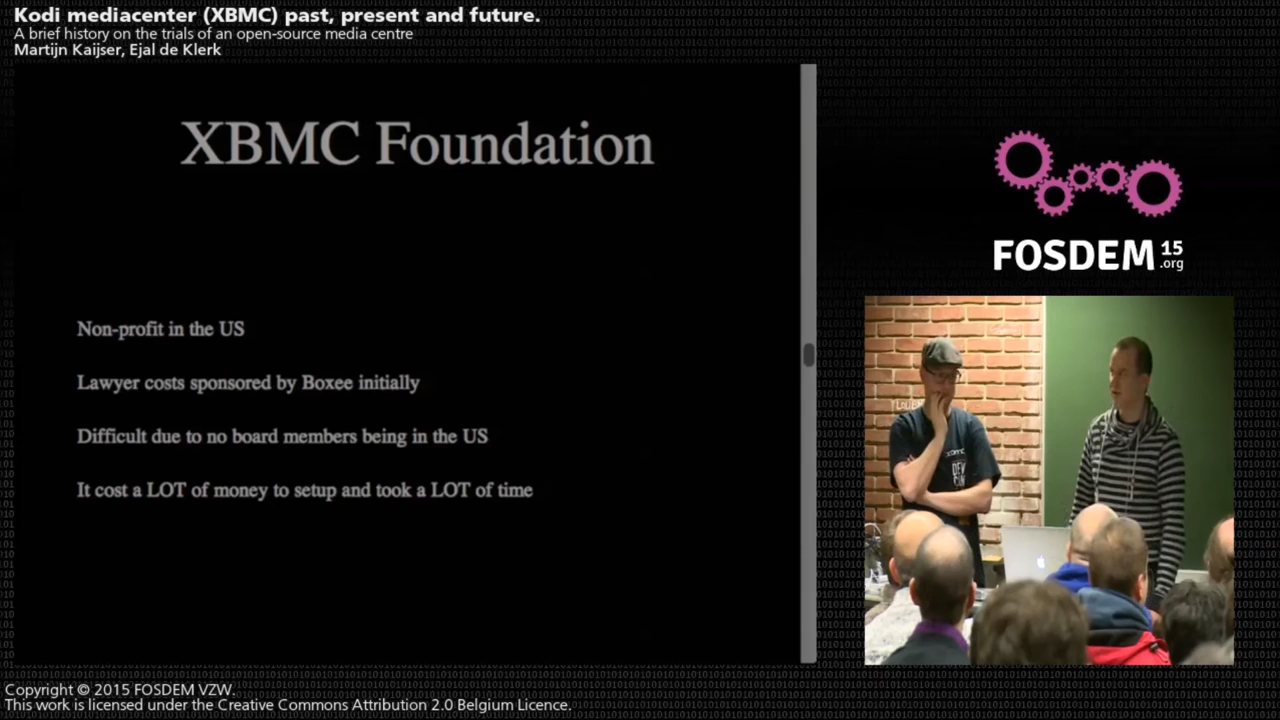 Kodi mediacenter (XBMC) past, present and future.
A brief history on the trials of an open-source media centre
Martijn Kaijser, Ejal de Klerk
XBMC Foundation
Non-profit in the US
Lawyer costs sponsored by Boxee initially
Difficult due to no board members being in the US
It cost a LOT of money to setup and took a LOT of time
FOSDEM 15
.org
Copyright © 2015 FOSDEM VZW.
This work is licensed under the Creative Commons Attribution 2.0 Belgium Licence.